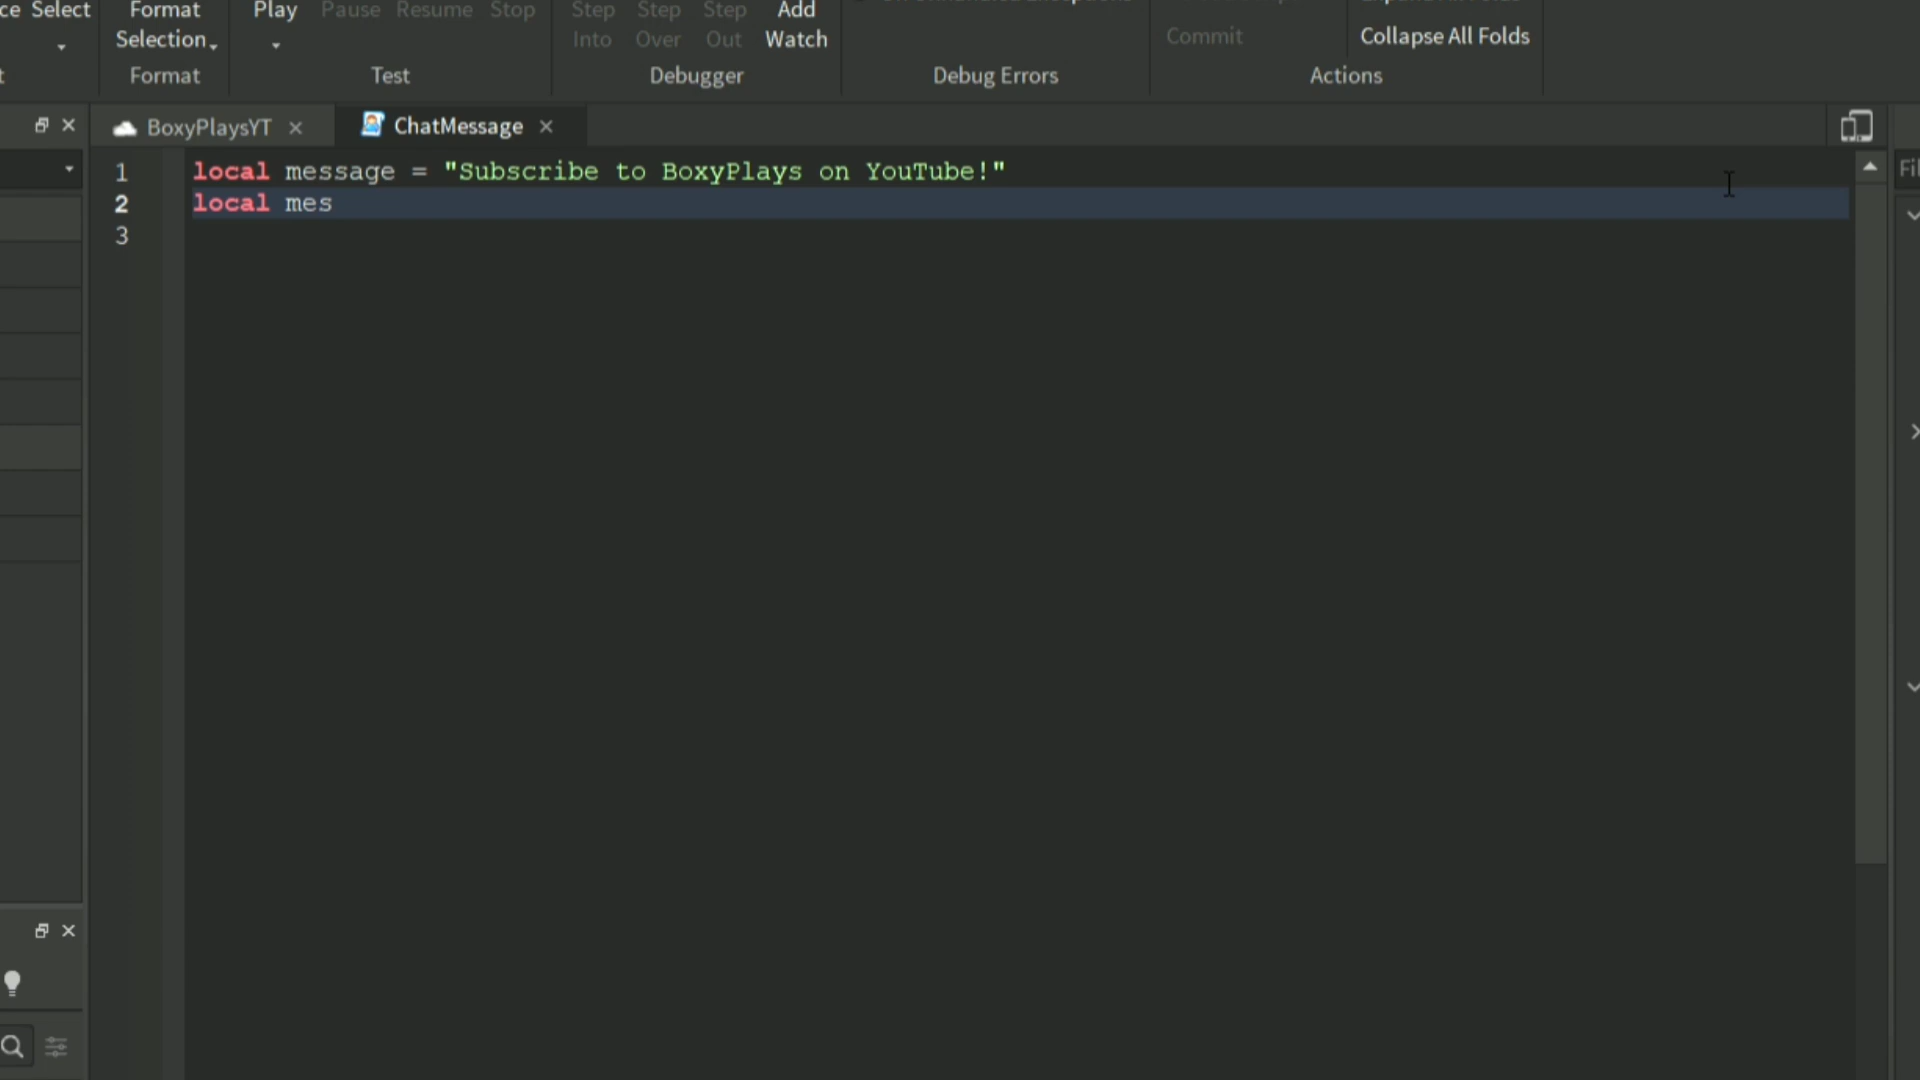 ce Select
Format
Selection
Play
Pause
Resume
Stop
Step
Into
Step
Over
Step
Out
Add
Watch
Commit
Collapse All Folds
t
Format
Test
Debugger
Debug Errors
Actions
BoxyPlaysYT
ChatMessage
Fil
1 local message = "Subscribe to BoxyPlays on YouTube!"
2 local mes
3